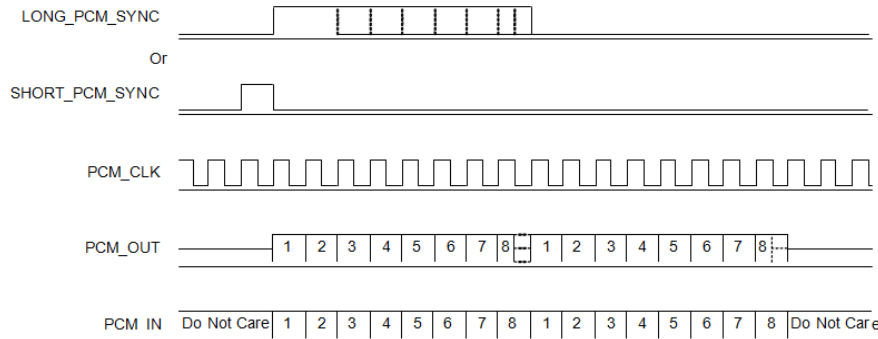 LONG_PCM_SYNC
Or
SHORT_PCM_SYNC
PCM_CLK
PCM_OUT 1 2 3 4 5 6 7 8 1 2 3 4 5 6 7 8
PCM IN Do Not Care 1 2 3 4 5 6 7 8 1 2 3 4 5 6 7 8 Do Not Care